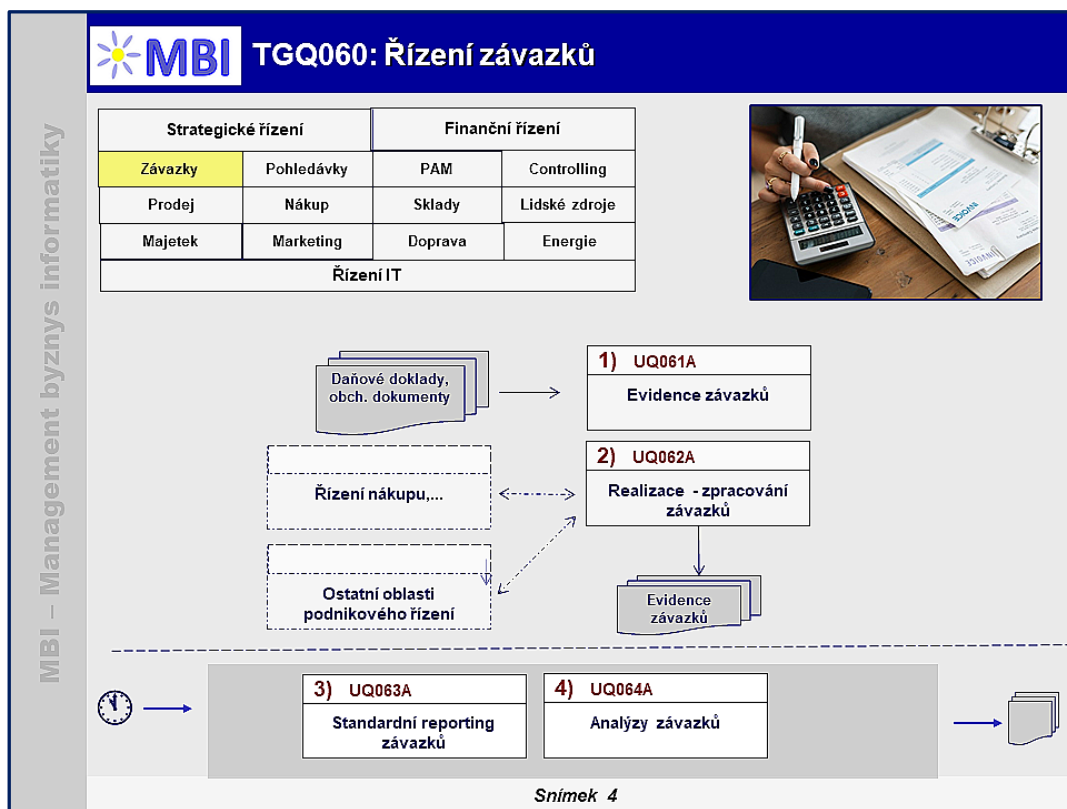 MBI
TGQ060: Řízení závazků
MBI – Management byznys informatiky
Strategické řízení
Finanční řízení
Závazky
Pohledávky
PAM
Controlling
Prodej
Nákup
Sklady
Lidské zdroje
Majetek
Marketing
Doprava
Energie
Řízení IT
INVOICE
INVOICE
Daňové doklady,
obch. dokumenty
1) UQ061A
Evidence závazků
2) UQ062A
Realizace - zpracování
závazků
Řízení nákupu,...
Ostatní oblasti
podnikového řízení
Evidence
závazků
3) UQ063A
Standardní reporting
závazků
4) UQ064A
Analýzy závazků
Snímek 4